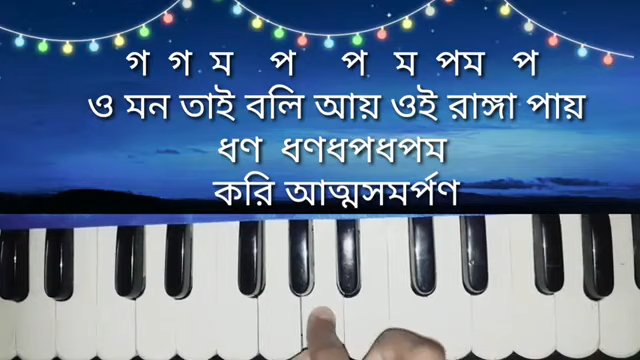 গ গ ম প প ম পম প
ও মন তাই বলি আয় ওই রাঙ্গা পায়
ধণ ধণধপধপম
করি আত্মসমর্পণ